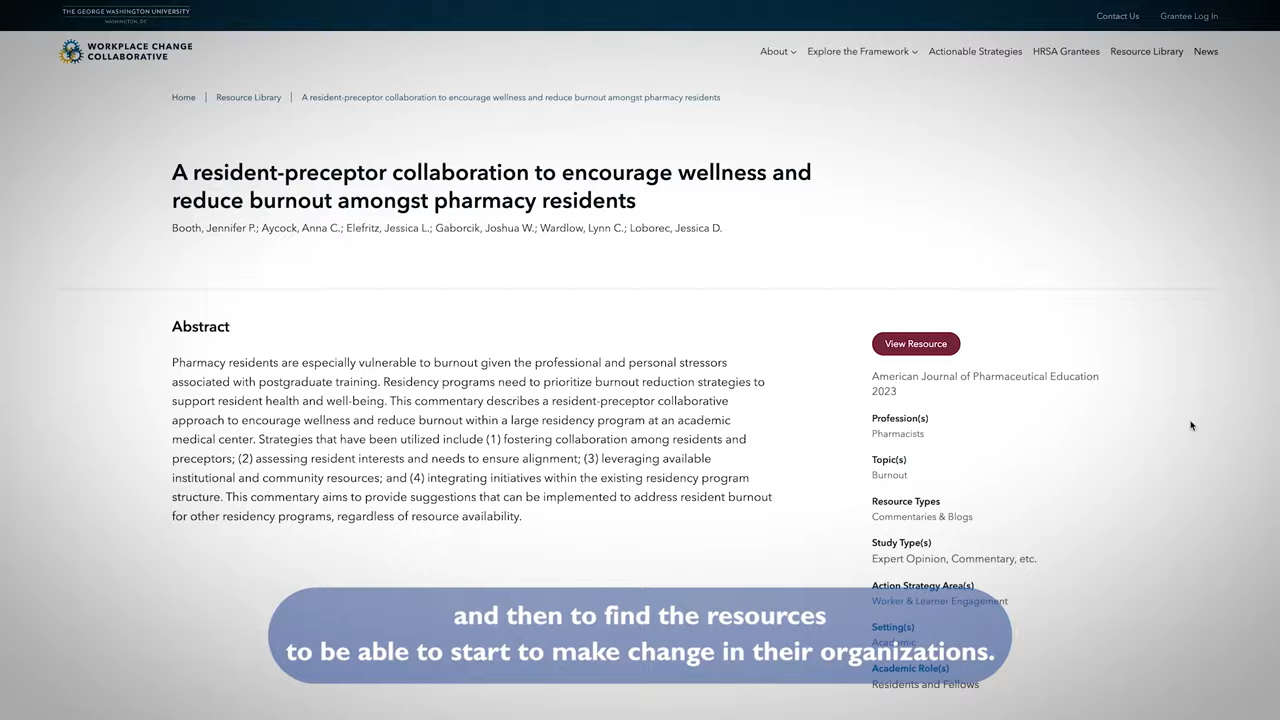 THE GEORGE WASHINGTON UNIVERSITY
WASHINGTON, DC
Contact Us
Grantee Log In
WORKPLACE CHANGE
COLLABORATIVE
About
Explore the Framework
Actionable Strategies
HRSA Grantees
Resource Library
News
Home | Resource Library | A resident-preceptor collaboration to encourage wellness and reduce burnout amongst pharmacy residents
A resident-preceptor collaboration to encourage wellness and
reduce burnout amongst pharmacy residents
Booth, Jennifer P.; Aycock, Anna C.; Elefritz, Jessica L.; Gaborcik, Joshua W.; Wardlow, Lynn C.; Loborec, Jessica D.
Abstract
Pharmacy residents are especially vulnerable to burnout given the professional and personal stressors
associated with postgraduate training. Residency programs need to prioritize burnout reduction strategies to
support resident health and well-being. This commentary describes a resident-preceptor collaborative
approach to encourage wellness and reduce burnout within a large residency program at an academic
medical center. Strategies that have been utilized include (1) fostering collaboration among residents and
preceptors; (2) assessing resident interests and needs to ensure alignment; (3) leveraging available
institutional and community resources; and (4) integrating initiatives within the existing residency program
structure. This commentary aims to provide suggestions that can be implemented to address resident burnout
for other residency programs, regardless of resource availability.
View Resource
American Journal of Pharmaceutical Education
2023
Profession(s)
Pharmacists
Topic(s)
Burnout
Resource Types
Commentaries & Blogs
Study Type(s)
Expert Opinion, Commentary, etc.
Action Strategy Area(s)
Worker & Learner Engagement
Setting(s)
Academic
Academic Role(s)
Residents and Fellows
and then to find the resources
to be able to start to make change in their organizations.